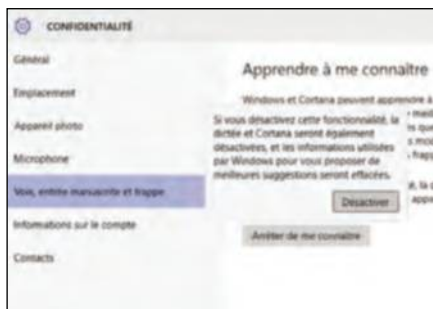 CONFIDENTIALITÉ
Général
Emplacement
Appareil photo
Microphone
Voix, entrée manuscrite et frappe
Informations sur le compte
Contacts
Apprendre à me connaître
Windows et Cortana peuvent apprendre à
Si vous désactivez cette fonctionnalité, la
dictée et Cortana seront également
désactivées, et les informations utilisées
par Windows pour vous proposer de
meilleures suggestions seront effacées.
Désactiver
Arrêter de me connaître